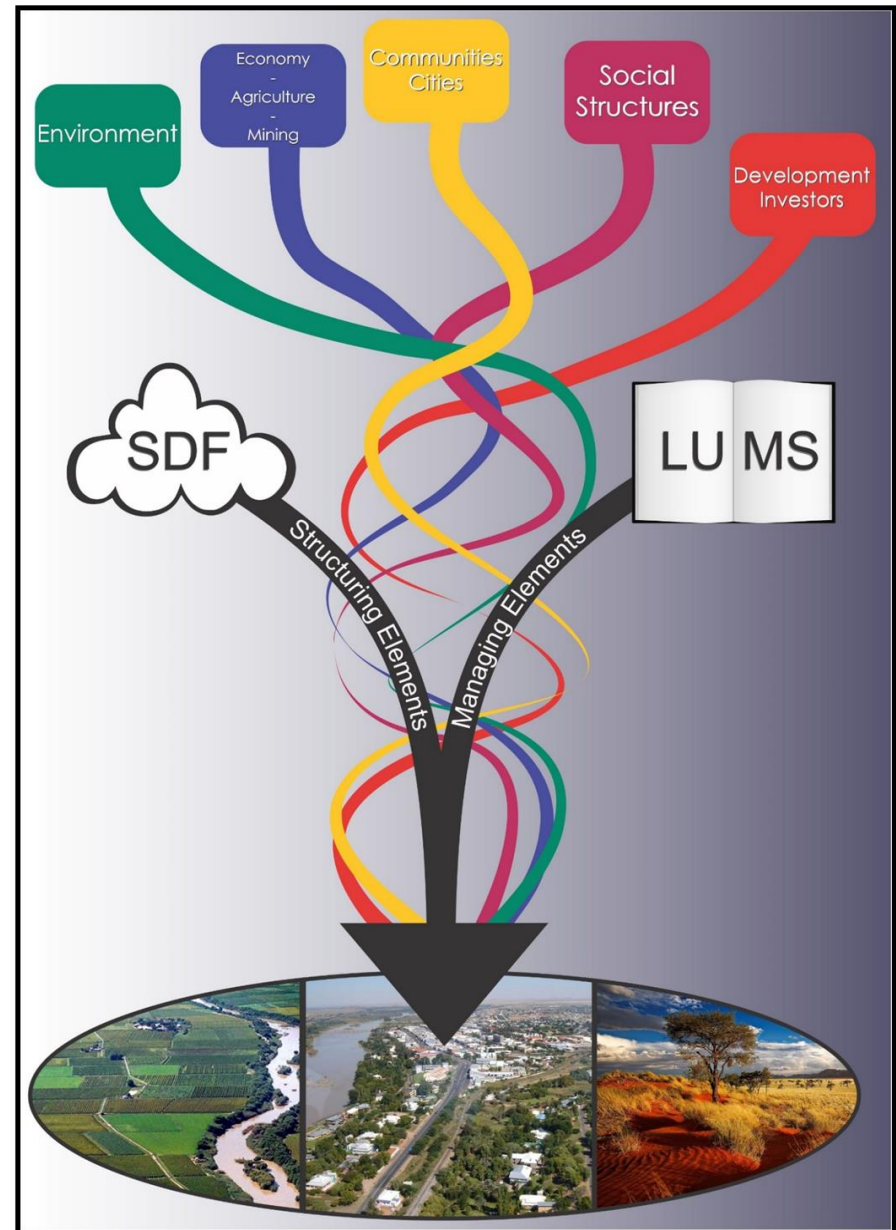 Environment
Economy
-
Agriculture
-
Mining
Communities
Cities
Social
Structures
Development
Investors
SDF
LU MS
Structuring Elements
Managing Elements